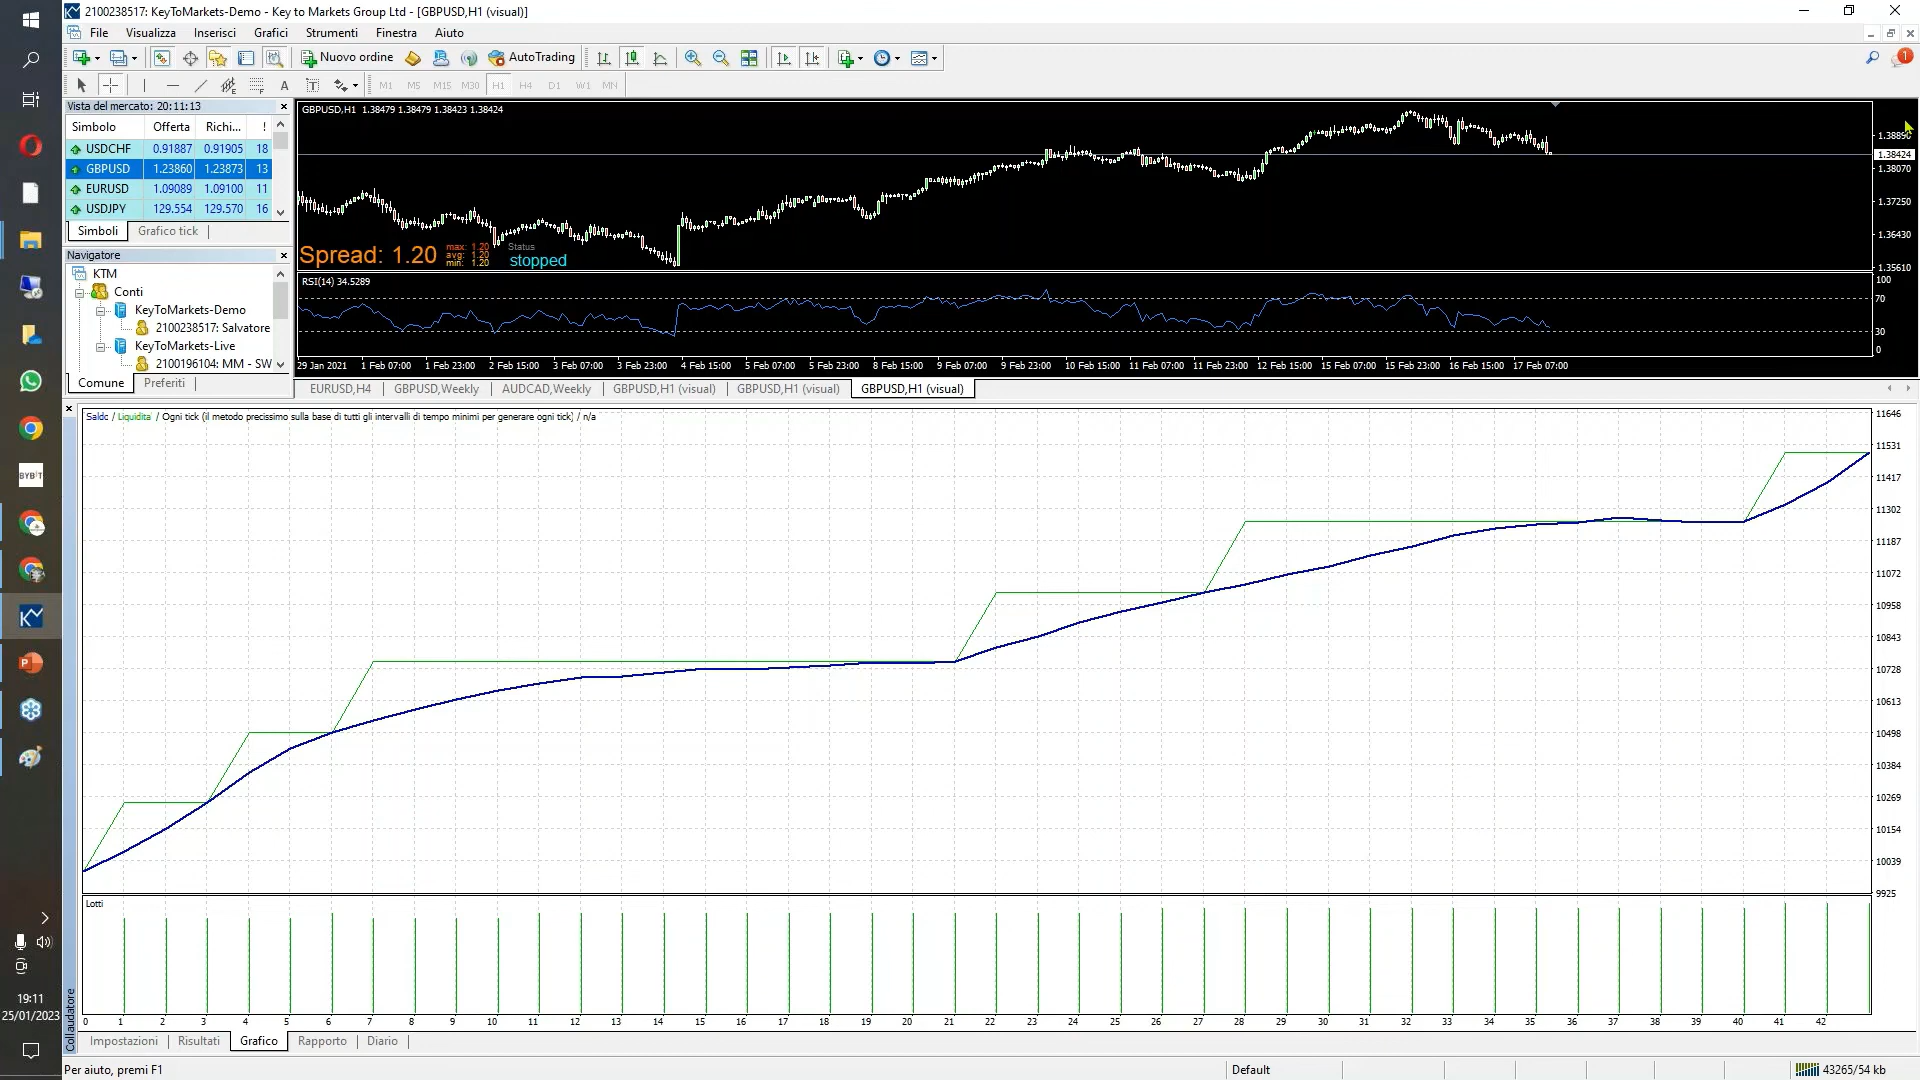 2100238517: KeyToMarkets-Demo - Key to Markets Group Ltd - [GBPUSD,H1 (visual)]
File Visualizza Inserisci Grafici Strumenti Finestra Aiuto
Nuovo ordine AutoTrading 1
A T M1 M5 M15 M30 H1 H4 D1 W1 MN
Vista del mercato: 20:11:13
Simbolo Offerta Richi... !
USDCHF 0.91887 0.91905 18
GBPUSD 1.23860 1.23873 13
EURUSD 1.09089 1.09100 11
USDJPY 129.554 129.570 16
Simboli Grafico tick
Navigatore
KTM
Conti
KeyToMarkets-Demo
2100238517: Salvatore
KeyToMarkets-Live
2100196104: MM - SW
Comune Preferiti
GBPUSD,H1 1.38479 1.38479 1.38423 1.38424
1.38890
1.38424
1.38070
1.37250
1.36430
1.35610
Spread: 1.20
max: 1.20
avg: 1.20
min: 1.20
Status
stopped
RSI(14) 34.5289
100
70
30
0
29 Jan 2021 1 Feb 07:00 1 Feb 23:00 2 Feb 15:00 3 Feb 07:00 3 Feb 23:00 4 Feb 15:00 5 Feb 07:00 5 Feb 23:00 8 Feb 15:00 9 Feb 07:00 9 Feb 23:00 10 Feb 15:00 11 Feb 07:00 11 Feb 23:00 12 Feb 15:00 15 Feb 07:00 15 Feb 23:00 16 Feb 15:00 17 Feb 07:00
EURUSD,H4 GBPUSD,Weekly AUDCAD,Weekly GBPUSD,H1 (visual) GBPUSD,H1 (visual) GBPUSD,H1 (visual)
Saldo / Liquidita / Ogni tick (il metodo precissimo sulla base di tutti gli intervalli di tempo minimi per generare ogni tick) / n/a
11646
11531
11417
11302
11187
11072
10958
10843
10728
10613
10498
10384
10269
10154
10039
9925
Lotti
0 1 2 3 4 5 6 7 8 9 10 11 12 13 14 15 16 17 18 19 20 21 22 23 24 25 26 27 28 29 30 31 32 33 34 35 36 37 38 39 40 41 42
Collaudatore
Impostazioni Risultati Grafico Rapporto Diario
Per aiuto, premi F1 Default 43265/54 kb
BYBIT
19:11
25/01/2023